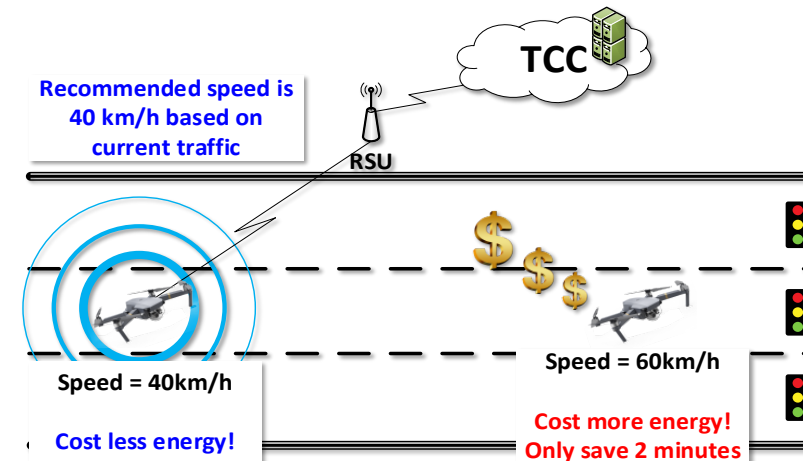 TCC
Recommended speed is
40 km/h based on
current traffic
RSU
$
$
$
Speed = 40km/h
Cost less energy!
Speed = 60km/h
Cost more energy!
Only save 2 minutes